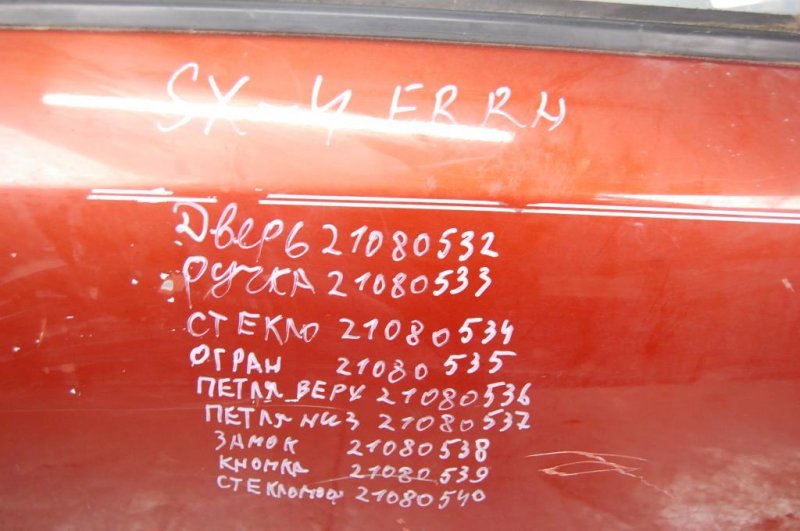 SX-4 FR RH
Дверь 21080532
РУЧКА 21080533
СТЕКЛО 21080534
ОГРАН 21080535
ПЕТЛЯ ВЕРХ 21080536
ПЕТЛЯ НИЗ 21080537
ЗАМОК 21080538
КНОПКА 21080539
СТЕКЛОПОД 21080540